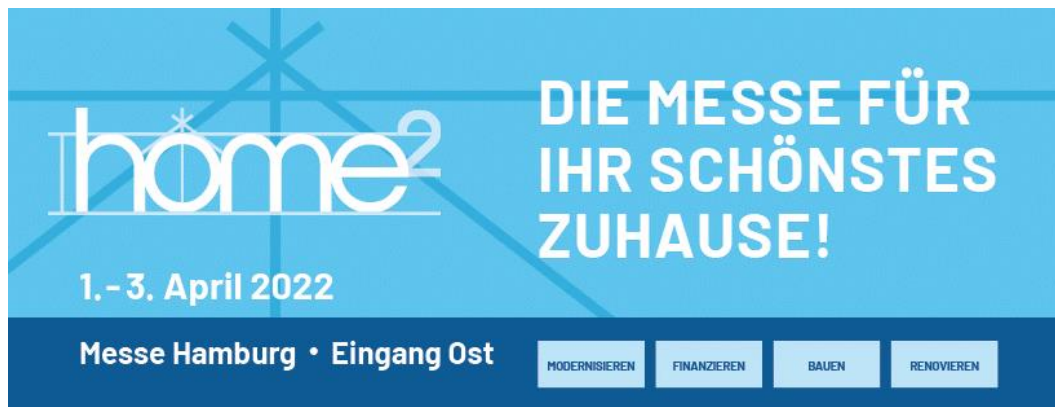 home²
1.-3. April 2022
DIE MESSE FÜR
IHR SCHÖNSTES
ZUHAUSE!
Messe Hamburg • Eingang Ost
MODERNISIEREN
FINANZIEREN
BAUEN
RENOVIEREN